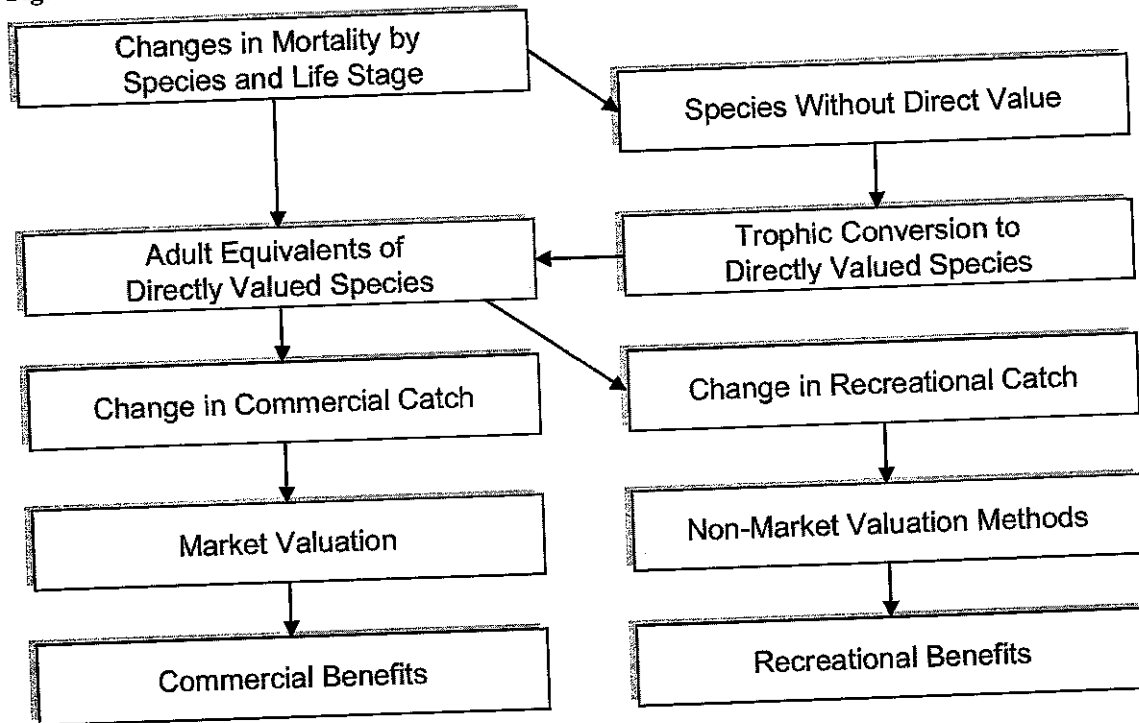 Changes in Mortality by
Species and Life Stage
Species Without Direct Value
Adult Equivalents of
Directly Valued Species
Trophic Conversion to
Directly Valued Species
Change in Commercial Catch
Change in Recreational Catch
Market Valuation
Non-Market Valuation Methods
Commercial Benefits
Recreational Benefits